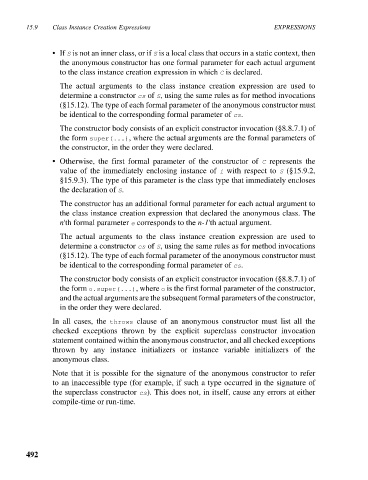 15.9 Class Instance Creation Expressions EXPRESSIONS
• If S is not an inner class, or if S is a local class that occurs in a static context, then
the anonymous constructor has one formal parameter for each actual argument
to the class instance creation expression in which C is declared.
The actual arguments to the class instance creation expression are used to
determine a constructor cs of S, using the same rules as for method invocations
(§15.12). The type of each formal parameter of the anonymous constructor must
be identical to the corresponding formal parameter of cs.
The constructor body consists of an explicit constructor invocation (§8.8.7.1) of
the form super(...), where the actual arguments are the formal parameters of
the constructor, in the order they were declared.
• Otherwise, the first formal parameter of the constructor of C represents the
value of the immediately enclosing instance of i with respect to S (§15.9.2,
§15.9.3). The type of this parameter is the class type that immediately encloses
the declaration of S.
The constructor has an additional formal parameter for each actual argument to
the class instance creation expression that declared the anonymous class. The
n'th formal parameter e corresponds to the n-1'th actual argument.
The actual arguments to the class instance creation expression are used to
determine a constructor cs of S, using the same rules as for method invocations
(§15.12). The type of each formal parameter of the anonymous constructor must
be identical to the corresponding formal parameter of cs.
The constructor body consists of an explicit constructor invocation (§8.8.7.1) of
the form o.super(...), where o is the first formal parameter of the constructor,
and the actual arguments are the subsequent formal parameters of the constructor,
in the order they were declared.
In all cases, the throws clause of an anonymous constructor must list all the
checked exceptions thrown by the explicit superclass constructor invocation
statement contained within the anonymous constructor, and all checked exceptions
thrown by any instance initializers or instance variable initializers of the
anonymous class.
Note that it is possible for the signature of the anonymous constructor to refer
to an inaccessible type (for example, if such a type occurred in the signature of
the superclass constructor cs). This does not, in itself, cause any errors at either
compile-time or run-time.
492